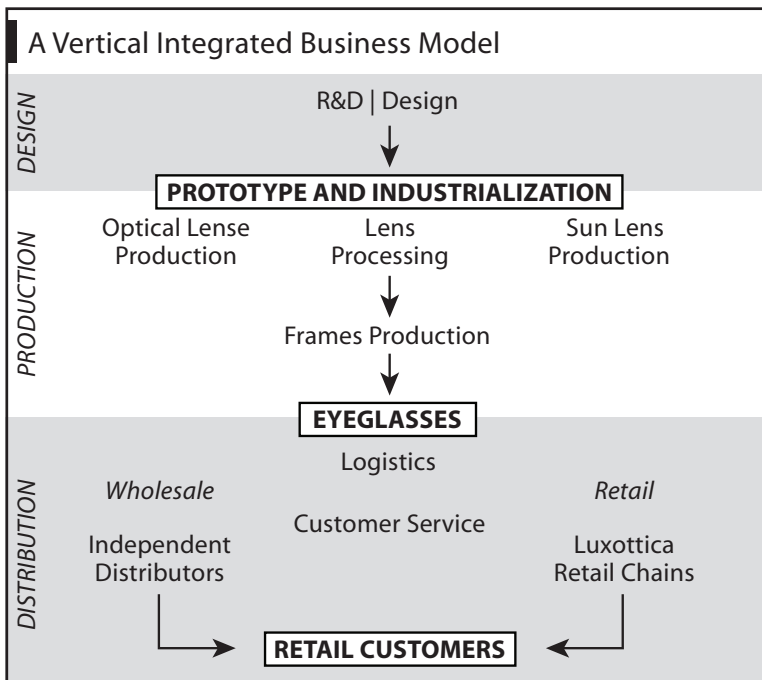 A Vertical Integrated Business Model
DESIGN
R&D | Design
PROTOTYPE AND INDUSTRIALIZATION
PRODUCTION
Optical Lense
Production
Lens
Processing
Sun Lens
Production
Frames Production
EYEGLASSES
DISTRIBUTION
Logistics
Wholesale
Retail
Customer Service
Independent
Distributors
Luxottica
Retail Chains
RETAIL CUSTOMERS